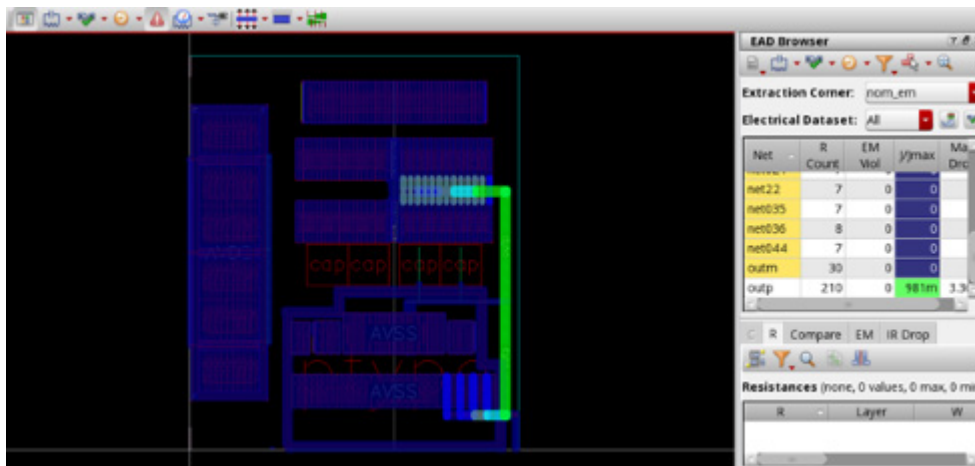 EAD Browser
Extraction Corner: nom_em
Electrical Dataset: All
Net R Count EM Viol J/Jmax
net22 7 0 0
net035 7 0 0
net036 8 0 0
net044 7 0 0
outm 30 0 0
outp 210 0 981m
cap cap cap cap
AVSS
AVSS
C R Compare EM IR Drop
Resistances (none, 0 values, 0 max, 0
R Layer W